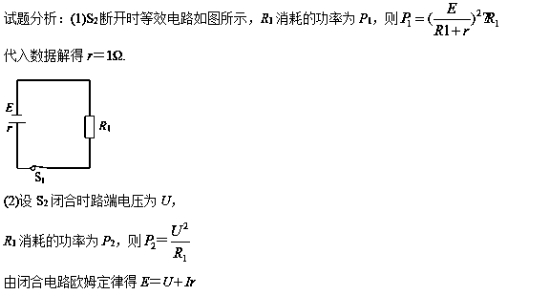 试题分析：(1)S₂断开时等效电路如图所示，R₁消耗的功率为P₁，则P₁=(E/(R1+r))²R₁
代入数据解得 r＝1Ω.
E
r
R₁
S₁
(2)设S₂闭合时路端电压为U，
R₁消耗的功率为P₂，则P₂=U²/R₁
由闭合电路欧姆定律得E＝U＋Ir